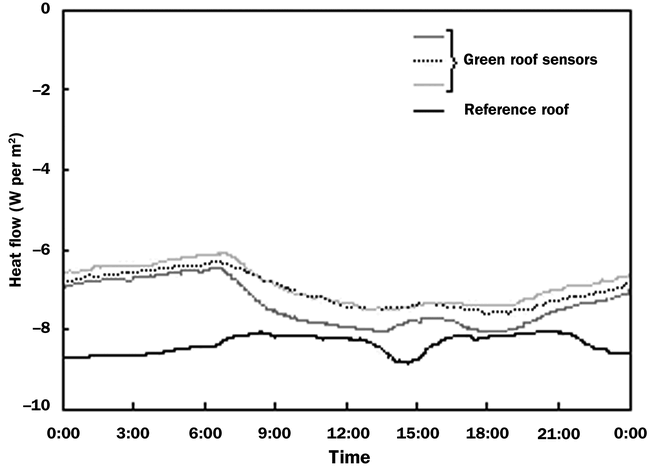 0
−2
−4
−6
−8
−10
Heat flow (W per m²)
Green roof sensors
Reference roof
0:00 3:00 6:00 9:00 12:00 15:00 18:00 21:00 0:00
Time